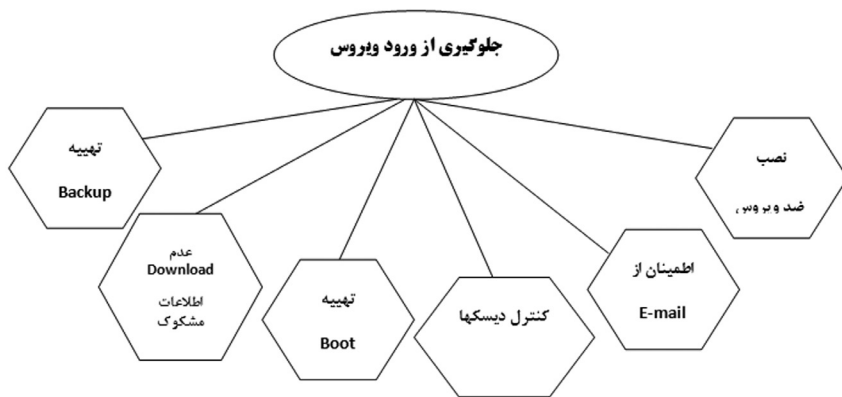 جلوگیری از ورود ویروس
نصب
ضد ویروس
اطمینان از
E-mail
کنترل دیسکها
تهییه
Boot
عدم
Download
اطلاعات
مشکوک
تهییه
Backup